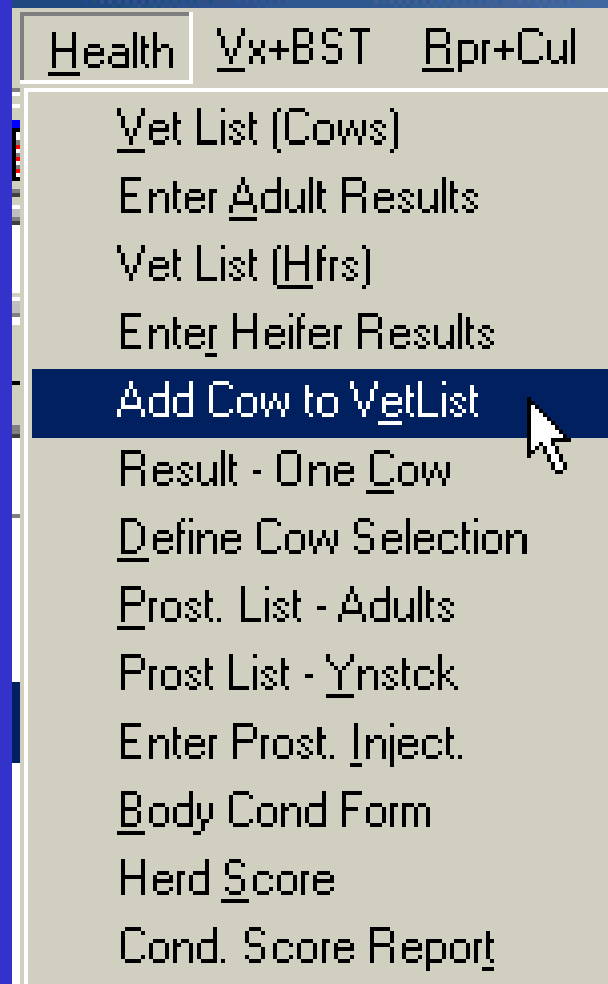 Health Vx+BST Rpr+Cul
Vet List (Cows)
Enter Adult Results
Vet List (Hfrs)
Enter Heifer Results
Add Cow to VetList
Result - One Cow
Define Cow Selection
Prost. List - Adults
Prost List - Ynstck
Enter Prost. Inject.
Body Cond Form
Herd Score
Cond. Score Report